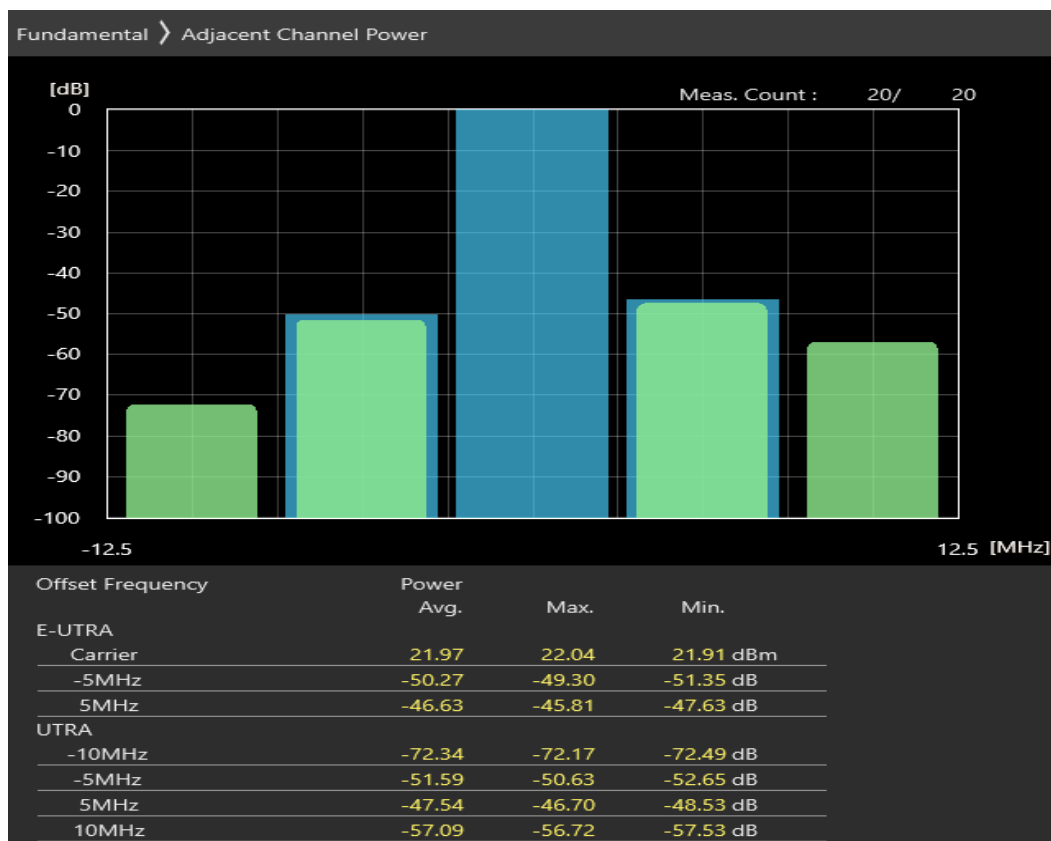 Fundamental ❯ Adjacent Channel Power
[dB]
Meas. Count : 20/ 20
0
-10
-20
-30
-40
-50
-60
-70
-80
-90
-100
-12.5 12.5 [MHz]
Offset Frequency Power
Avg. Max. Min.
E-UTRA
Carrier 21.97 22.04 21.91 dBm
-5MHz -50.27 -49.30 -51.35 dB
5MHz -46.63 -45.81 -47.63 dB
UTRA
-10MHz -72.34 -72.17 -72.49 dB
-5MHz -51.59 -50.63 -52.65 dB
5MHz -47.54 -46.70 -48.53 dB
10MHz -57.09 -56.72 -57.53 dB